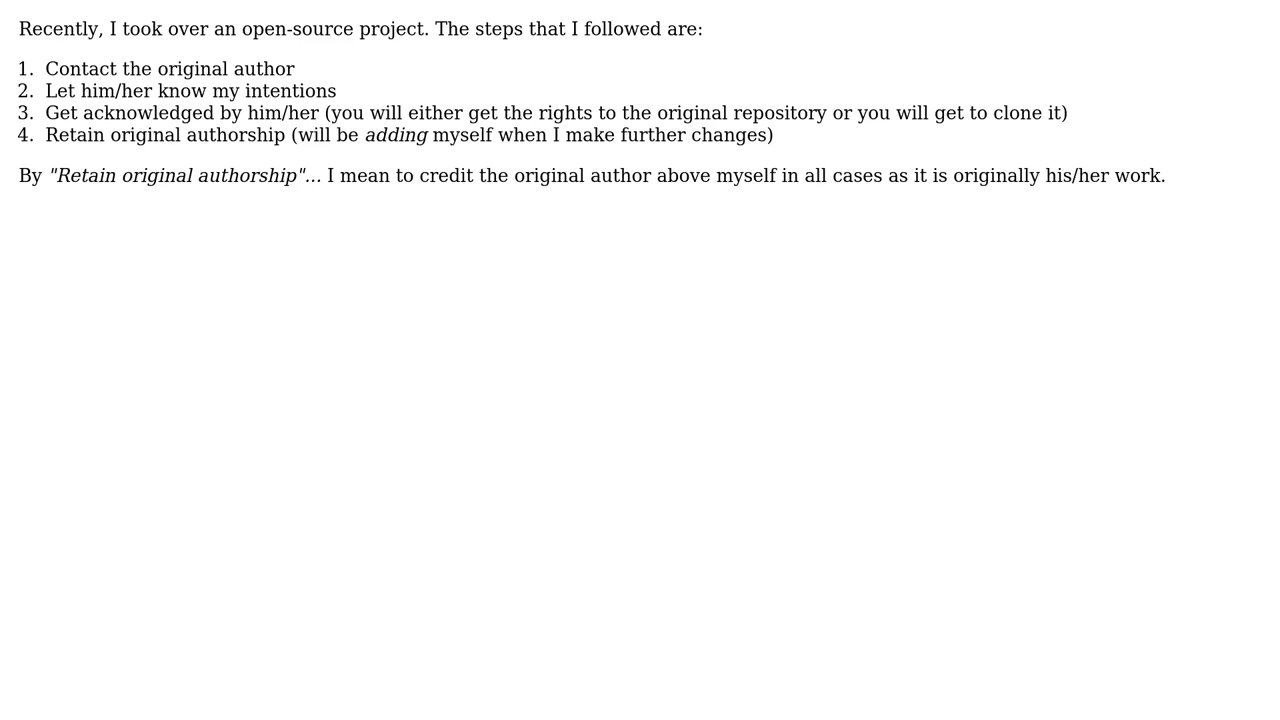 Recently, I took over an open-source project. The steps that I followed are:
1. Contact the original author
2. Let him/her know my intentions
3. Get acknowledged by him/her (you will either get the rights to the original repository or you will get to clone it)
4. Retain original authorship (will be adding myself when I make further changes)
By "Retain original authorship"... I mean to credit the original author above myself in all cases as it is originally his/her work.